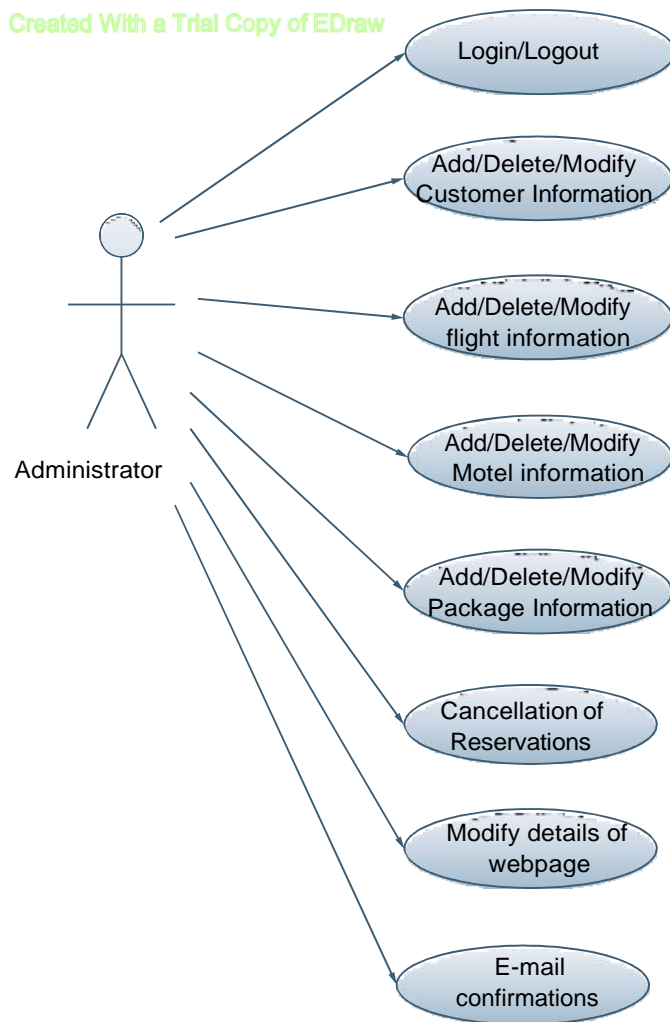 Created With a Trial Copy of EDraw
Login/Logout
Add/Delete/Modify
Customer Information
Add/Delete/Modify
flight information
Add/Delete/Modify
Motel information
Administrator
Add/Delete/Modify
Package Information
Cancellation of
Reservations
Modify details of
webpage
E-mail
confirmations